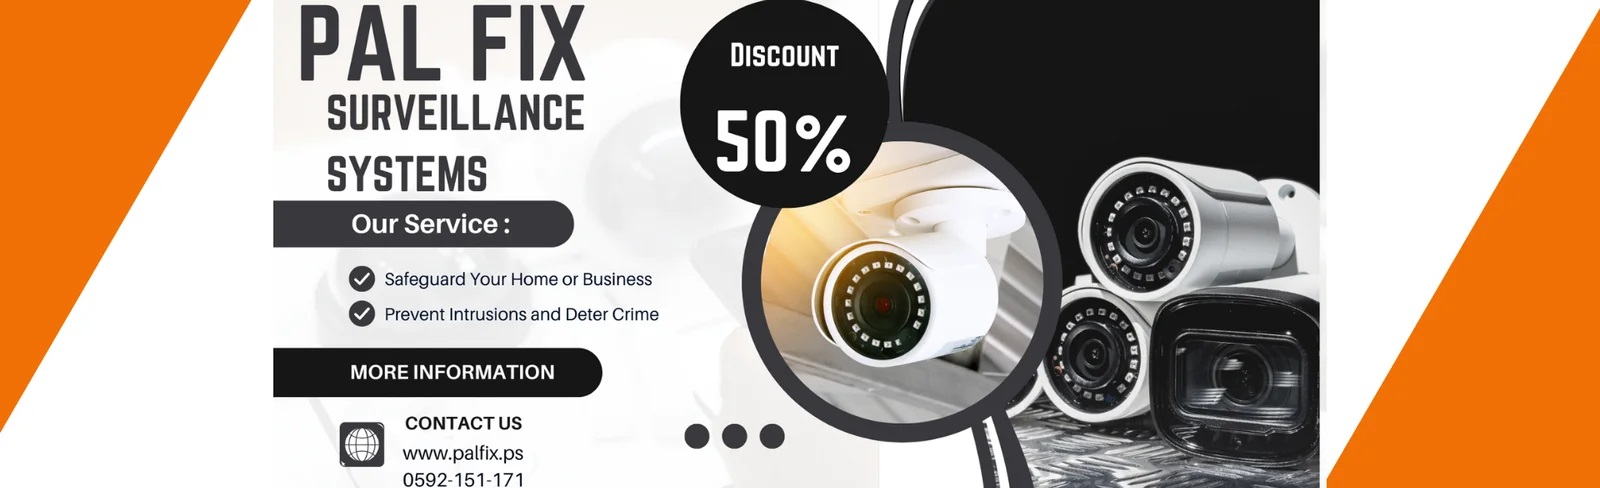 PAL FIX
SURVEILLANCE
SYSTEMS
Our Service :
Safeguard Your Home or Business
Prevent Intrusions and Deter Crime
MORE INFORMATION
CONTACT US
www.palfix.ps
0592-151-171
DISCOUNT
50%